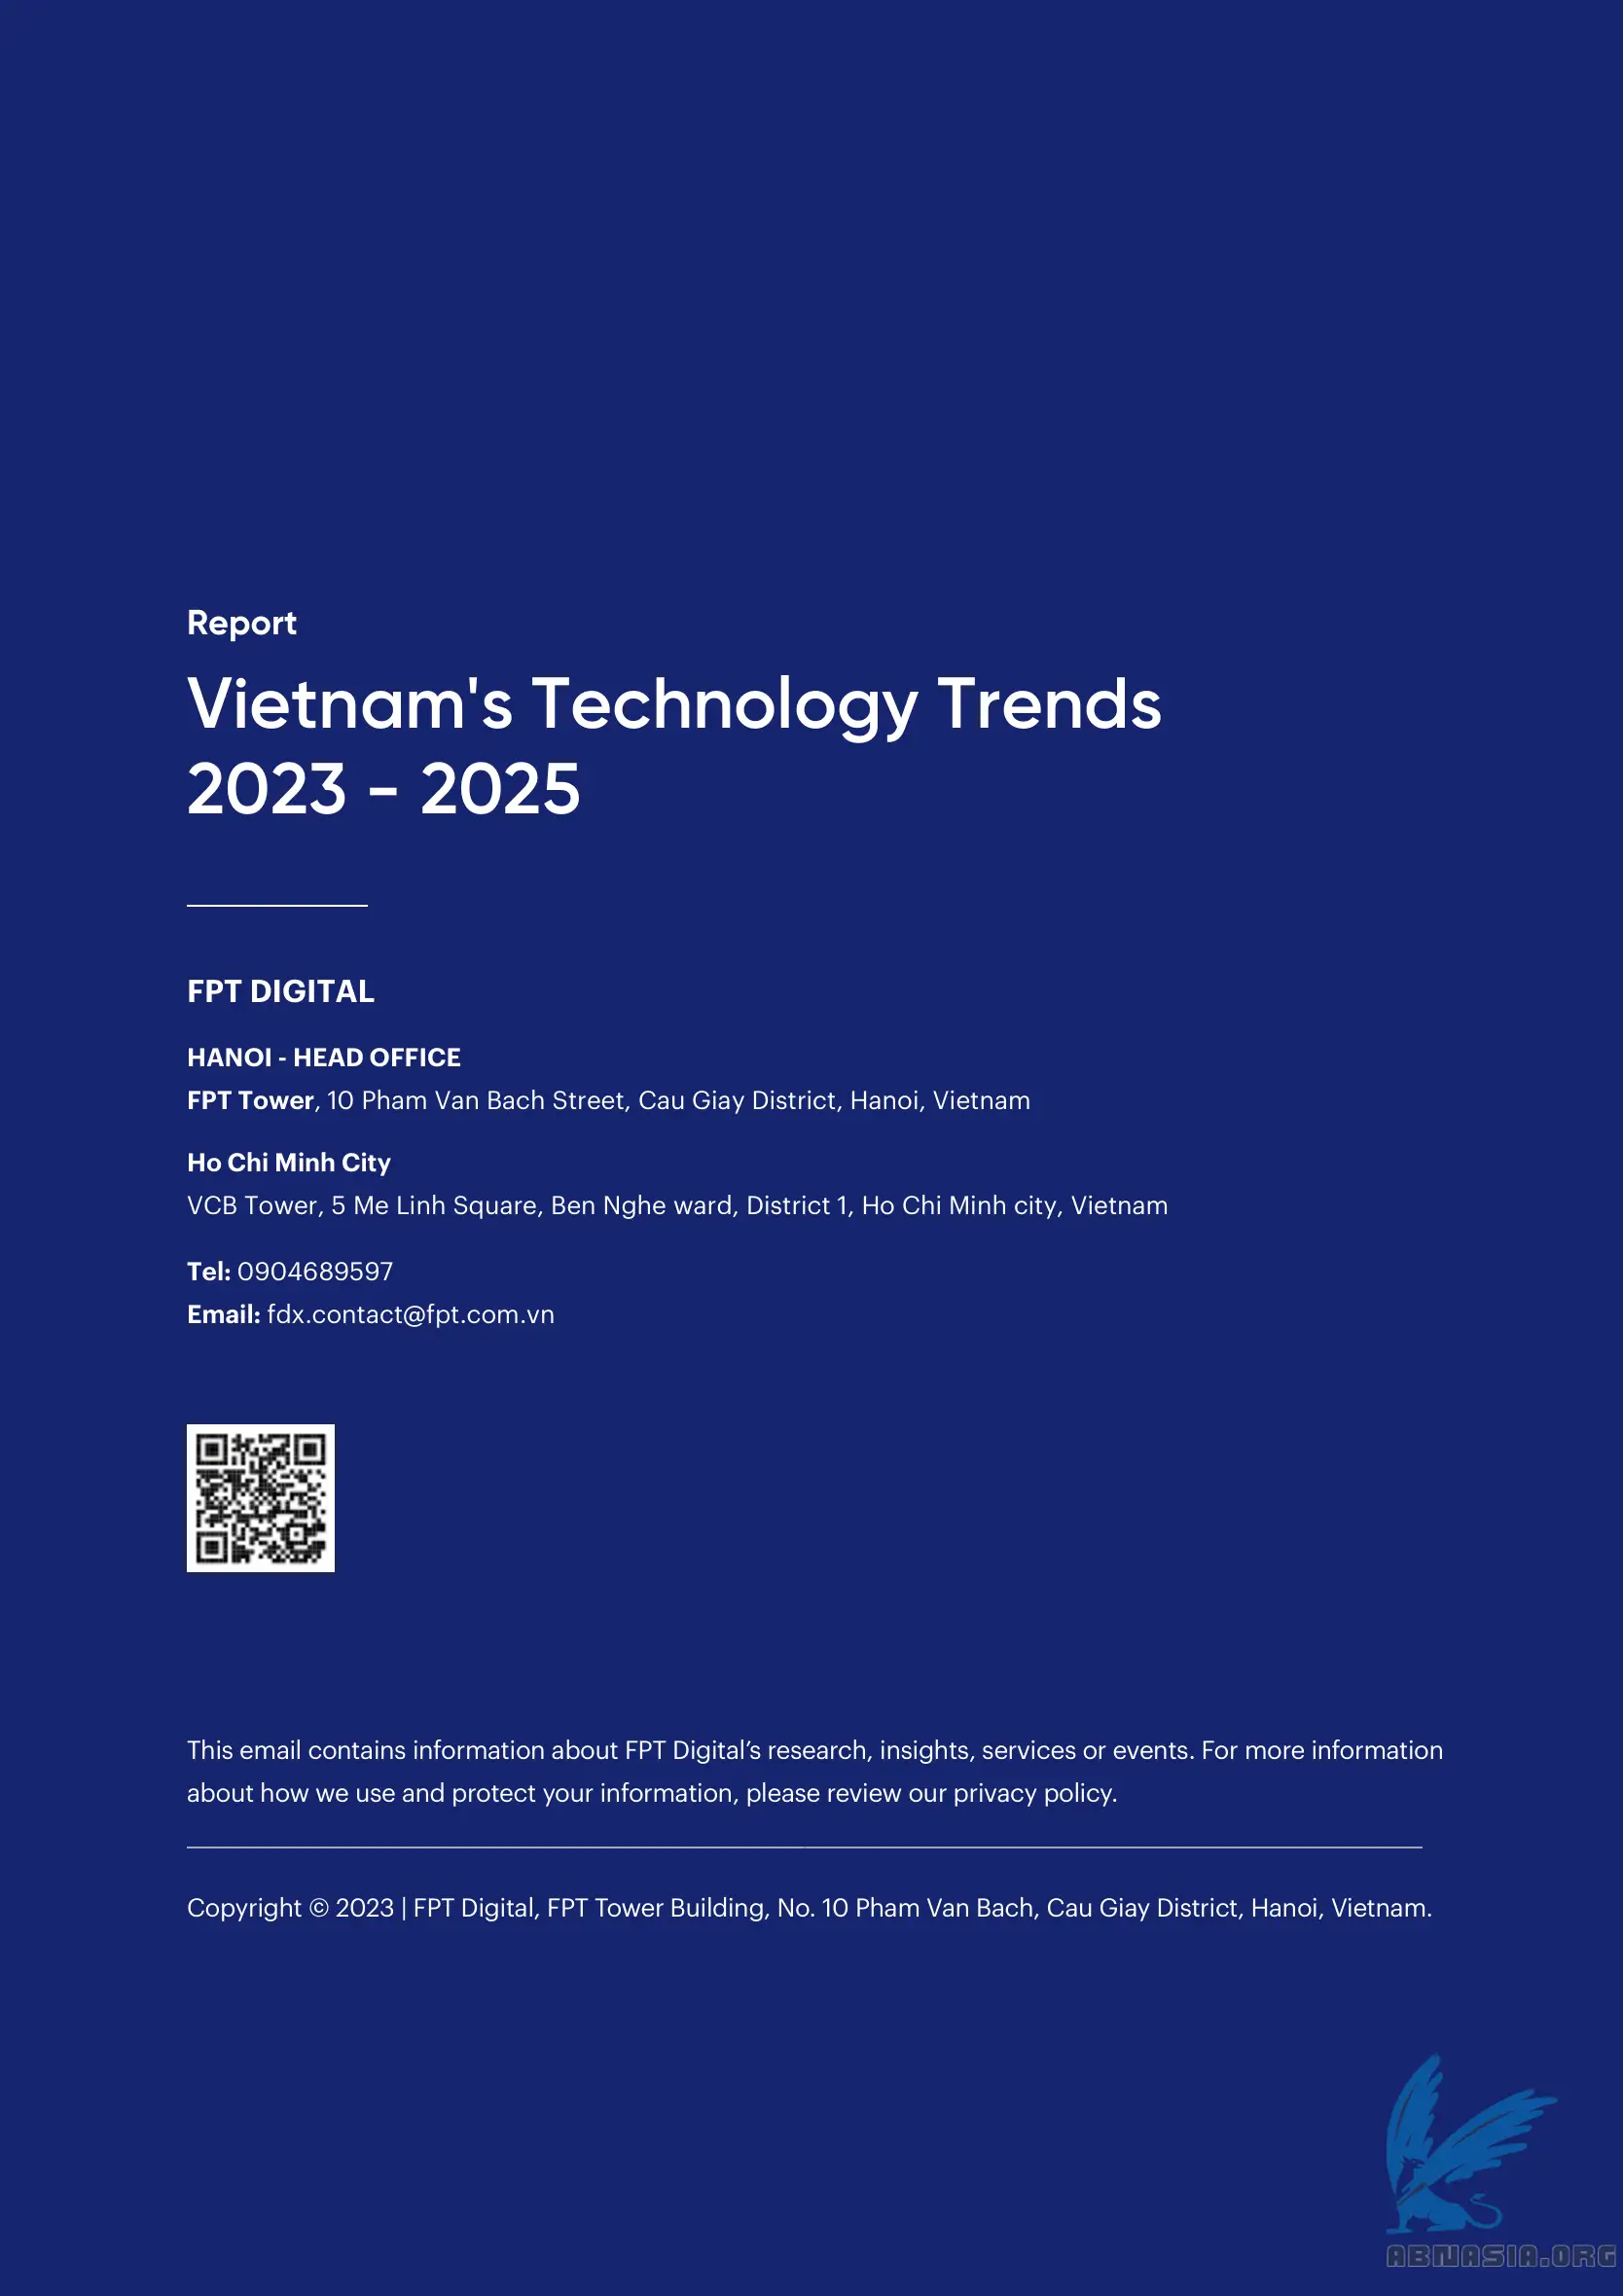 Report
Vietnam's Technology Trends
2023 - 2025
FPT DIGITAL
HANOI - HEAD OFFICE
FPT Tower, 10 Pham Van Bach Street, Cau Giay District, Hanoi, Vietnam
Ho Chi Minh City
VCB Tower, 5 Me Linh Square, Ben Nghe ward, District 1, Ho Chi Minh city, Vietnam
Tel: 0904689597
Email: fdx.contact@fpt.com.vn
This email contains information about FPT Digital’s research, insights, services or events. For more information
about how we use and protect your information, please review our privacy policy.
Copyright © 2023 | FPT Digital, FPT Tower Building, No. 10 Pham Van Bach, Cau Giay District, Hanoi, Vietnam.
ABNASIA.ORG